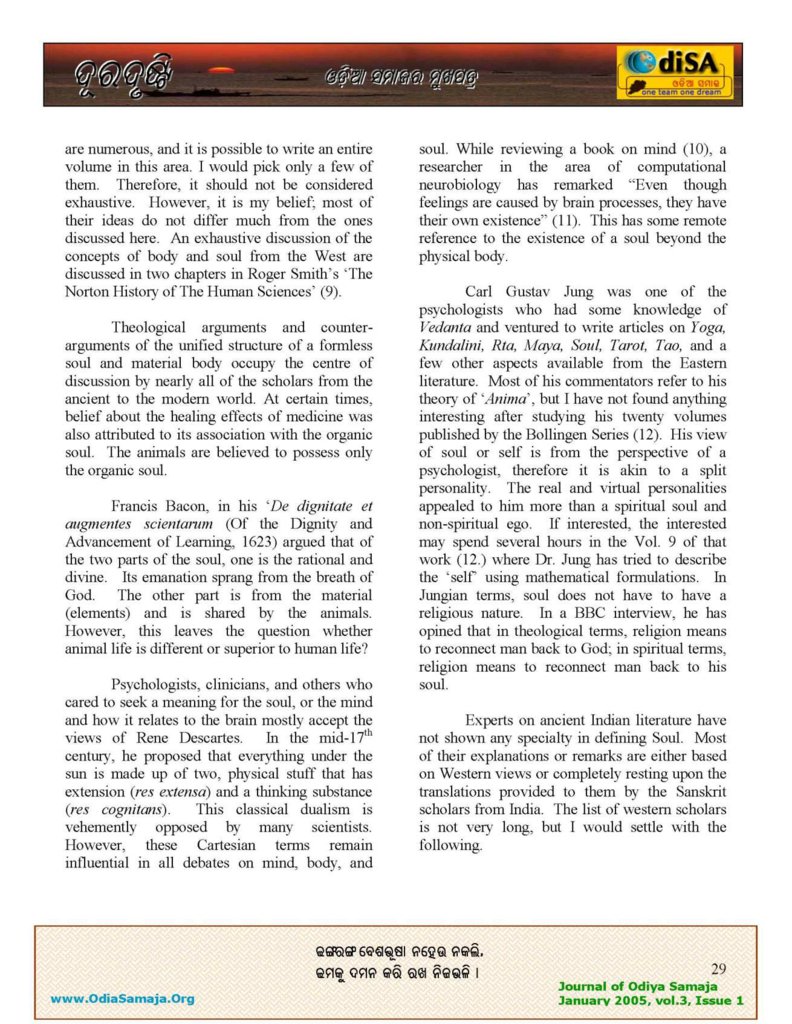 ଦୂରଦୃଷ୍ଟି
ଓଡ଼ିଆ ସମାଜର ମୁଖପତ୍ର
OdiSA
ଓଡ଼ିଆ ସମାଜ
one team one dream
are numerous, and it is possible to write an entire
volume in this area. I would pick only a few of
them. Therefore, it should not be considered
exhaustive. However, it is my belief; most of
their ideas do not differ much from the ones
discussed here. An exhaustive discussion of the
concepts of body and soul from the West are
discussed in two chapters in Roger Smith's 'The
Norton History of The Human Sciences' (9).
Theological arguments and counter-
arguments of the unified structure of a formless
soul and material body occupy the centre of
discussion by nearly all of the scholars from the
ancient to the modern world. At certain times,
belief about the healing effects of medicine was
also attributed to its association with the organic
soul. The animals are believed to possess only
the organic soul.
Francis Bacon, in his 'De dignitate et
augmentes scientarum (Of the Dignity and
Advancement of Learning, 1623) argued that of
the two parts of the soul, one is the rational and
divine. Its emanation sprang from the breath of
God. The other part is from the material
(elements) and is shared by the animals.
However, this leaves the question whether
animal life is different or superior to human life?
Psychologists, clinicians, and others who
cared to seek a meaning for the soul, or the mind
and how it relates to the brain mostly accept the
views of Rene Descartes. In the mid-17th
century, he proposed that everything under the
sun is made up of two, physical stuff that has
extension (res extensa) and a thinking substance
(res cognitans). This classical dualism is
vehemently opposed by many scientists.
However, these Cartesian terms remain
influential in all debates on mind, body, and
soul. While reviewing a book on mind (10), a
researcher in the area of computational
neurobiology has remarked "Even though
feelings are caused by brain processes, they have
their own existence" (11). This has some remote
reference to the existence of a soul beyond the
physical body.
Carl Gustav Jung was one of the
psychologists who had some knowledge of
Vedanta and ventured to write articles on Yoga,
Kundalini, Rta, Maya, Soul, Tarot, Tao, and a
few other aspects available from the Eastern
literature. Most of his commentators refer to his
theory of 'Anima', but I have not found anything
interesting after studying his twenty volumes
published by the Bollingen Series (12). His view
of soul or self is from the perspective of a
psychologist, therefore it is akin to a split
personality. The real and virtual personalities
appealed to him more than a spiritual soul and
non-spiritual ego. If interested, the interested
may spend several hours in the Vol. 9 of that
work (12.) where Dr. Jung has tried to describe
the 'self' using mathematical formulations. In
Jungian terms, soul does not have to have a
religious nature. In a BBC interview, he has
opined that in theological terms, religion means
to reconnect man back to God; in spiritual terms,
religion means to reconnect man back to his
soul.
Experts on ancient Indian literature have
not shown any specialty in defining Soul. Most
of their explanations or remarks are either based
on Western views or completely resting upon the
translations provided to them by the Sanskrit
scholars from India. The list of western scholars
is not very long, but I would settle with the
following.
ଢଙ୍ଗରଙ୍ଗ ବେଶଭୂଷା ନହେଉ ନକଲି,
ଢମକୁ ଦମନ କରି ରଖ ନିଜଭଳି ।
29
www.OdiaSamaja.Org
Journal of Odiya Samaja
January 2005, vol.3, Issue 1